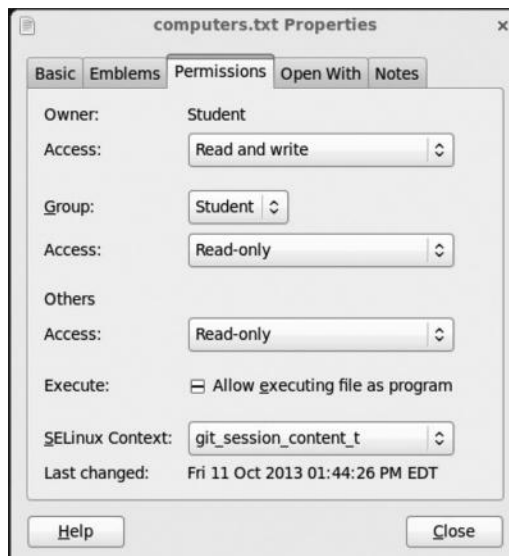 computers.txt Properties
Basic Emblems Permissions Open With Notes
Owner: Student
Access: Read and write
Group: Student
Access: Read-only
Others
Access: Read-only
Execute: Allow executing file as program
SELinux Context: git_session_content_t
Last changed: Fri 11 Oct 2013 01:44:26 PM EDT
Help Close